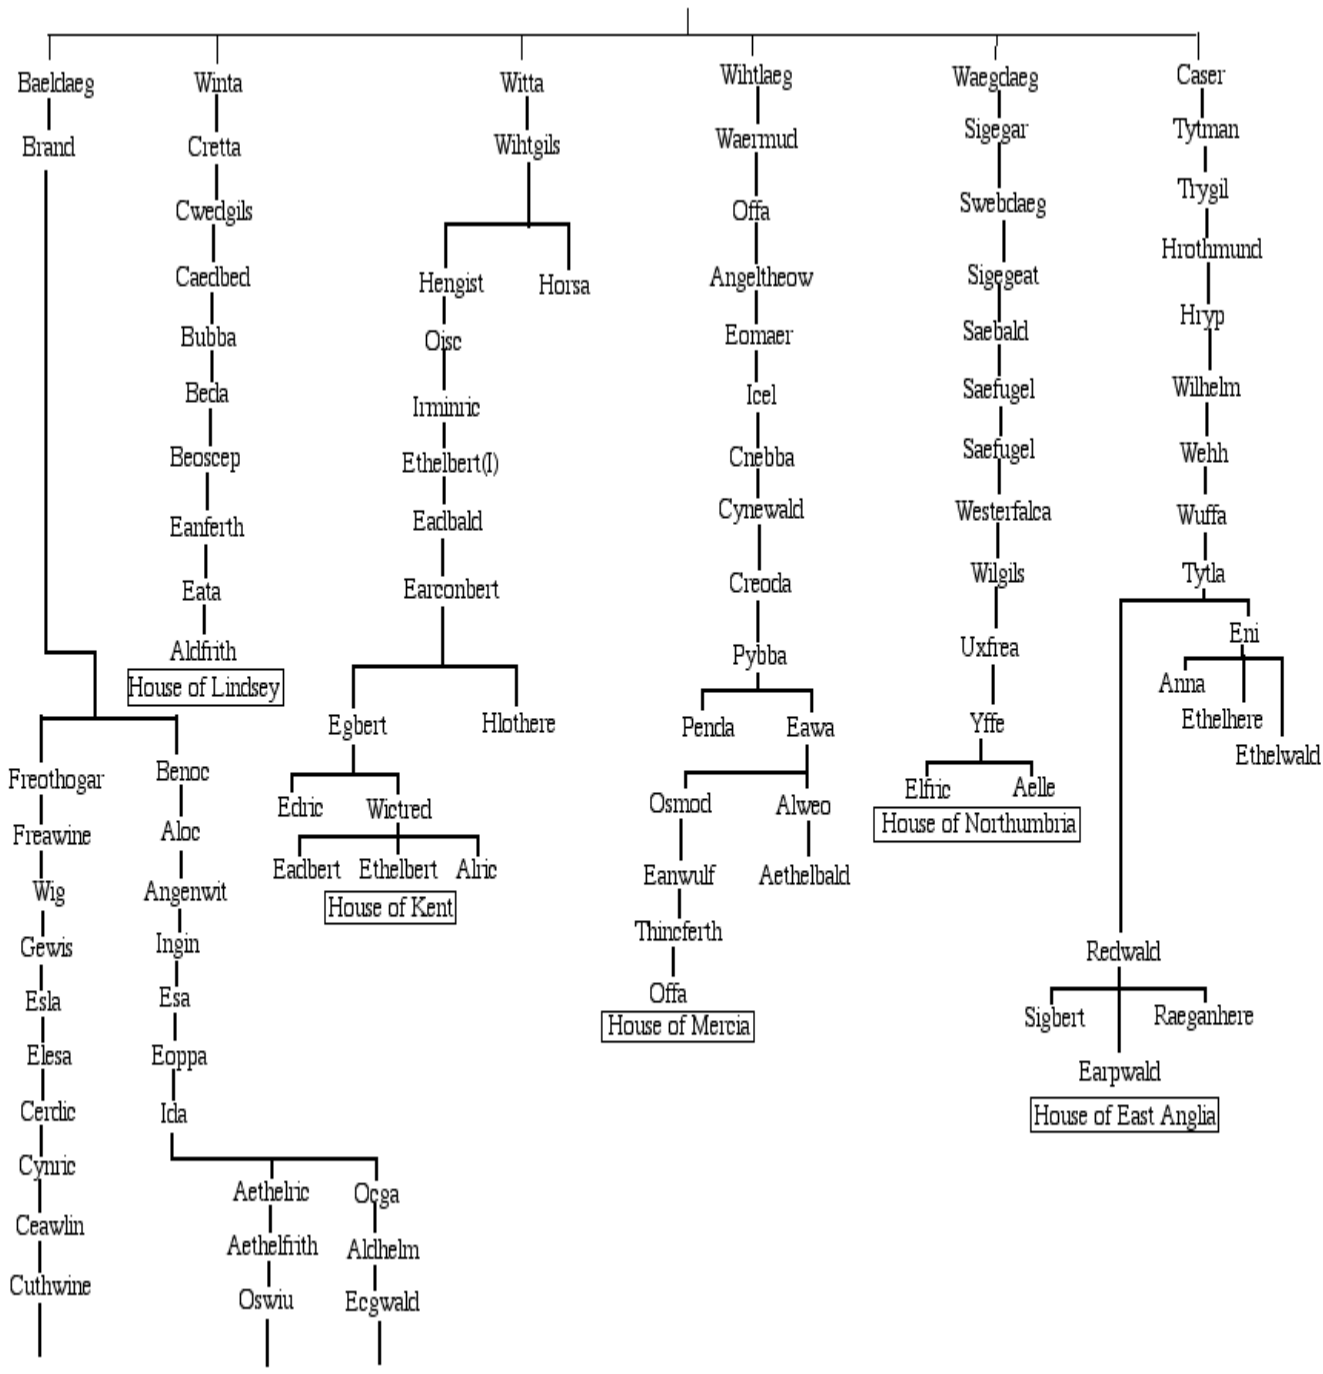 Baeldaeg
Brand
Freothogar
Freawine
Wig
Gewis
Esla
Elesa
Cerdic
Cynric
Ceawlin
Cuthwine
Benoc
Aloc
Angenwit
Ingin
Esa
Eoppa
Ida
Aethelric
Aethelfrith
Oswiu
Ocga
Aldhelm
Ecgwald
Winta
Cretta
Cwedgils
Caedbed
Bubba
Beda
Beoscep
Eanferth
Eata
Aldfrith
House of Lindsey
Witta
Wihtgils
Hengist
Horsa
Oisc
Irminric
Ethelbert(I)
Eadbald
Earconbert
Egbert
Hlothere
Edric
Wictred
Eadbert
Ethelbert
Alric
House of Kent
Wihtlaeg
Waermud
Offa
Angeltheow
Eomaer
Icel
Cnebba
Cynewald
Creoda
Pybba
Penda
Eawa
Osmod
Alweo
Eanwulf
Aethelbald
Thincferth
Offa
House of Mercia
Waegdaeg
Sigegar
Swebdaeg
Sigegeat
Saebald
Saefugel
Saefugel
Westerfalca
Wilgils
Uxfrea
Yffe
Elfric
Aelle
House of Northumbria
Caser
Tytman
Trygil
Hrothmund
Hryp
Wilhelm
Wehh
Wuffa
Tytla
Eni
Anna
Ethelhere
Ethelwald
Redwald
Sigbert
Raeganhere
Earpwald
House of East Anglia